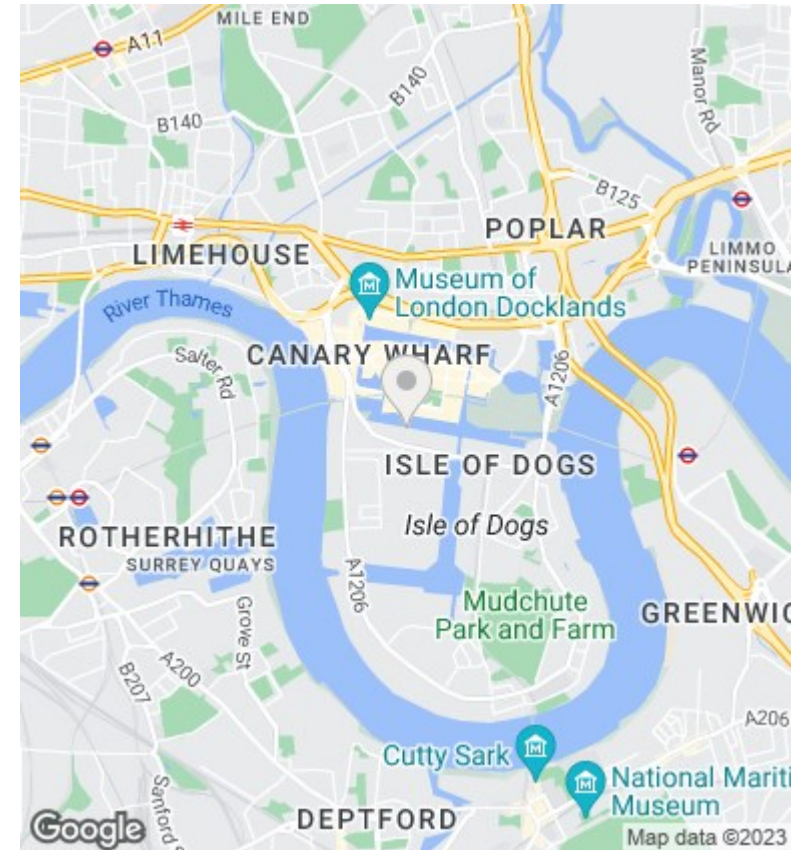 MILE END
A11
B140
B140
Manor Rd
B125
POPLAR
LIMEHOUSE
LIMMO
PENINSULA
Museum of
London Docklands
River Thames
Salter Rd
CANARY WHARF
A1206
ISLE OF DOGS
Isle of Dogs
ROTHERHITHE
SURREY QUAYS
A1206
Mudchute
Park and Farm
GREENWIC
Grove St
A200
B207
A206
Cutty Sark
National Mariti
Museum
Sanford S
DEPTFORD
Google
Map data ©2023